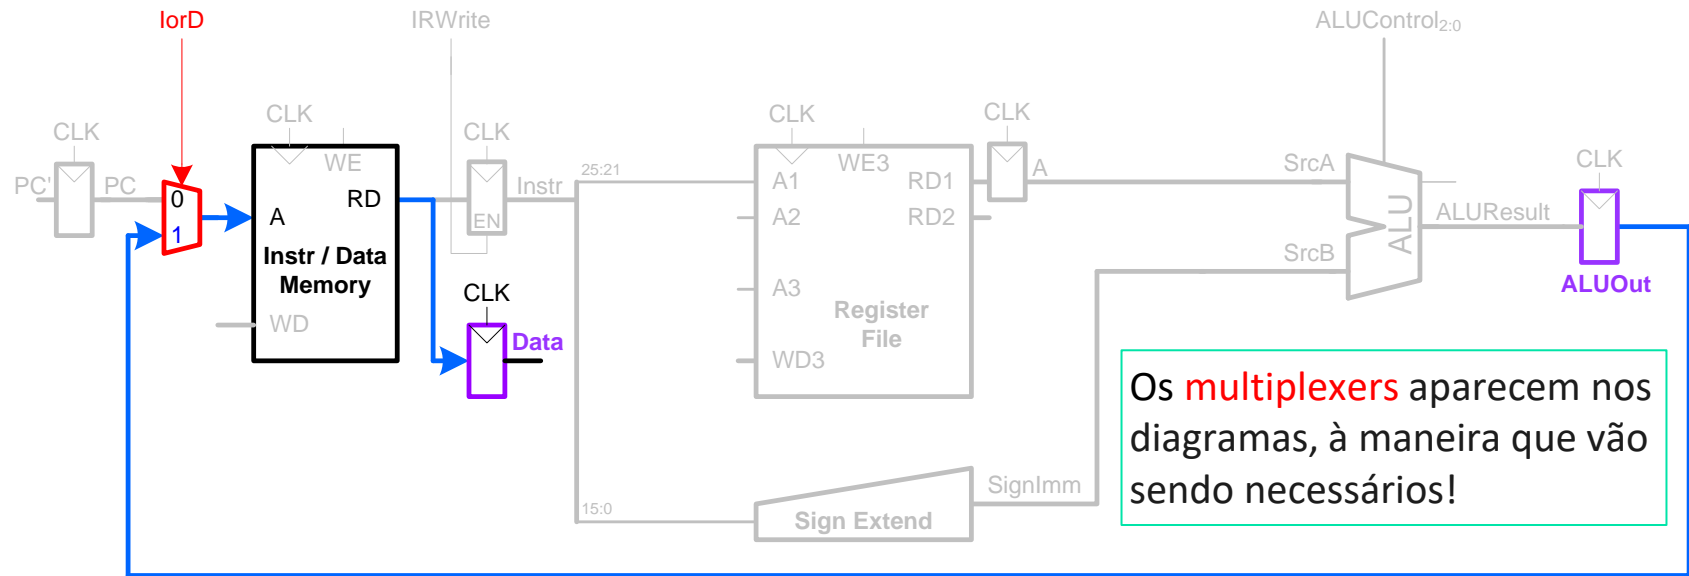 IorD
IRWrite
ALUControl2:0
CLK
CLK
CLK
CLK
CLK
CLK
PC'
PC
0
1
WE
RD
A
Instr / Data
Memory
WD
EN
Instr
CLK
Data
25:21
15:0
WE3
A1
RD1
A2
RD2
A3
Register
File
WD3
A
SrcA
SrcB
ALU
ALUResult
ALUOut
SignImm
Sign Extend
Os multiplexers aparecem nos
diagramas, à maneira que vão
sendo necessários!